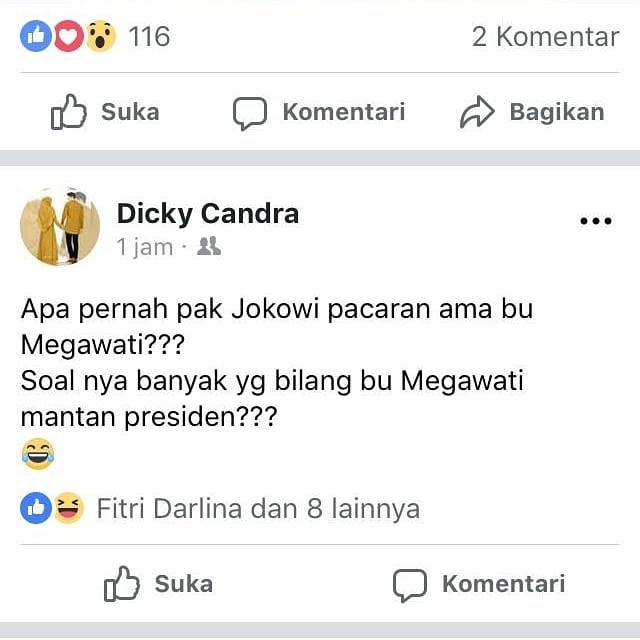 116
2 Komentar
Suka
Komentari
Bagikan
Dicky Candra
1 jam ·
Apa pernah pak Jokowi pacaran ama bu
Megawati???
Soal nya banyak yg bilang bu Megawati
mantan presiden???
😂
Fitri Darlina dan 8 lainnya
Suka
Komentari